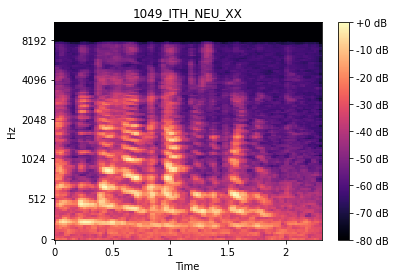 1049_ITH_NEU_XX
+0 dB
8192
-10 dB
4096
-20 dB
-30 dB
2048
Hz
-40 dB
1024
-50 dB
512
-60 dB
-70 dB
0
-80 dB
0 0.5 1 1.5 2
Time